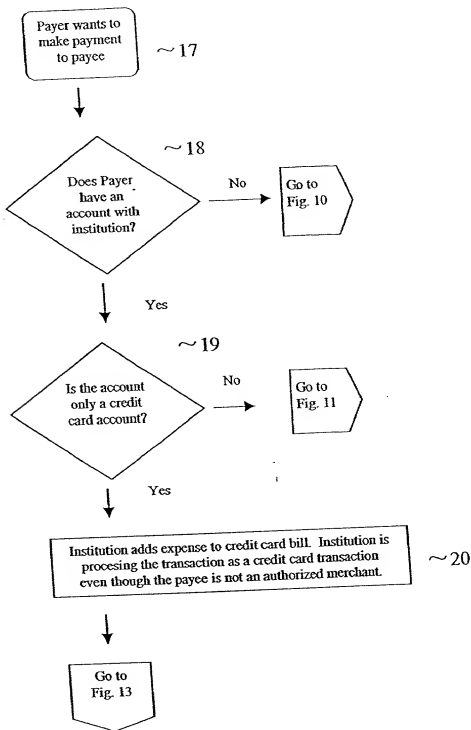 Payer wants to
make payment
to payee
~17
~18
Does Payer
have an
account with
institution?
No
Go to
Fig. 10
Yes
~19
Is the account
only a credit
card account?
No
Go to
Fig. 11
Yes
Institution adds expense to credit card bill. Institution is
procesing the transaction as a credit card transaction
even though the payee is not an authorized merchant.
~20
Go to
Fig. 13